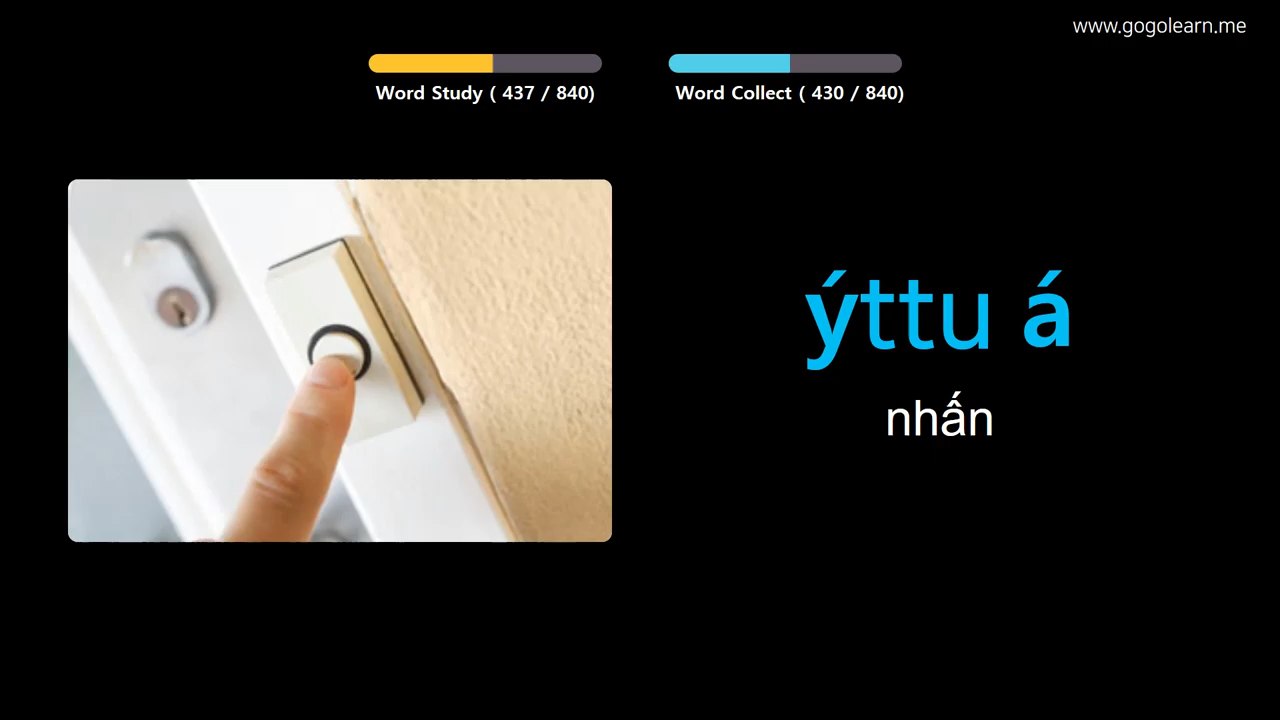 www.gogolearn.me
Word Study ( 437 / 840)
Word Collect ( 430 / 840)
ýttu á
nhấn